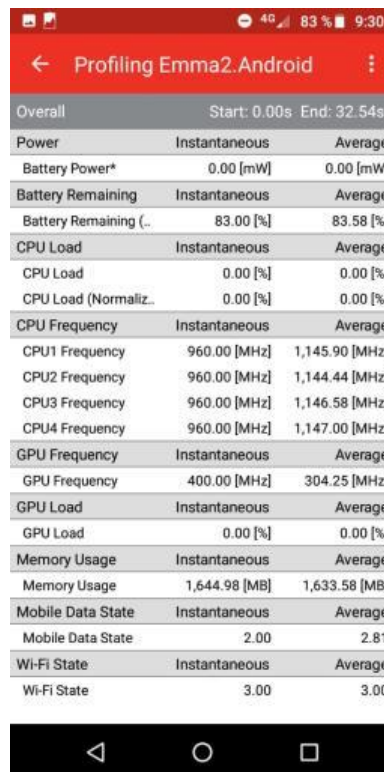 4G 83 % 9:30
Profiling Emma2.Android
Overall Start: 0.00s End: 32.54s
Power Instantaneous Average
Battery Power* 0.00 [mW] 0.00 [mW
Battery Remaining Instantaneous Average
Battery Remaining (.. 83.00 [%] 83.58 [%
CPU Load Instantaneous Average
CPU Load 0.00 [%] 0.00 [%
CPU Load (Normaliz.. 0.00 [%] 0.00 [%
CPU Frequency Instantaneous Average
CPU1 Frequency 960.00 [MHz] 1,145.90 [MHz
CPU2 Frequency 960.00 [MHz] 1,144.44 [MHz
CPU3 Frequency 960.00 [MHz] 1,146.58 [MHz
CPU4 Frequency 960.00 [MHz] 1,147.00 [MHz
GPU Frequency Instantaneous Average
GPU Frequency 400.00 [MHz] 304.25 [MHz
GPU Load Instantaneous Average
GPU Load 0.00 [%] 0.00 [%
Memory Usage Instantaneous Average
Memory Usage 1,644.98 [MB] 1,633.58 [MB
Mobile Data State Instantaneous Average
Mobile Data State 2.00 2.81
Wi-Fi State Instantaneous Average
Wi-Fi State 3.00 3.00